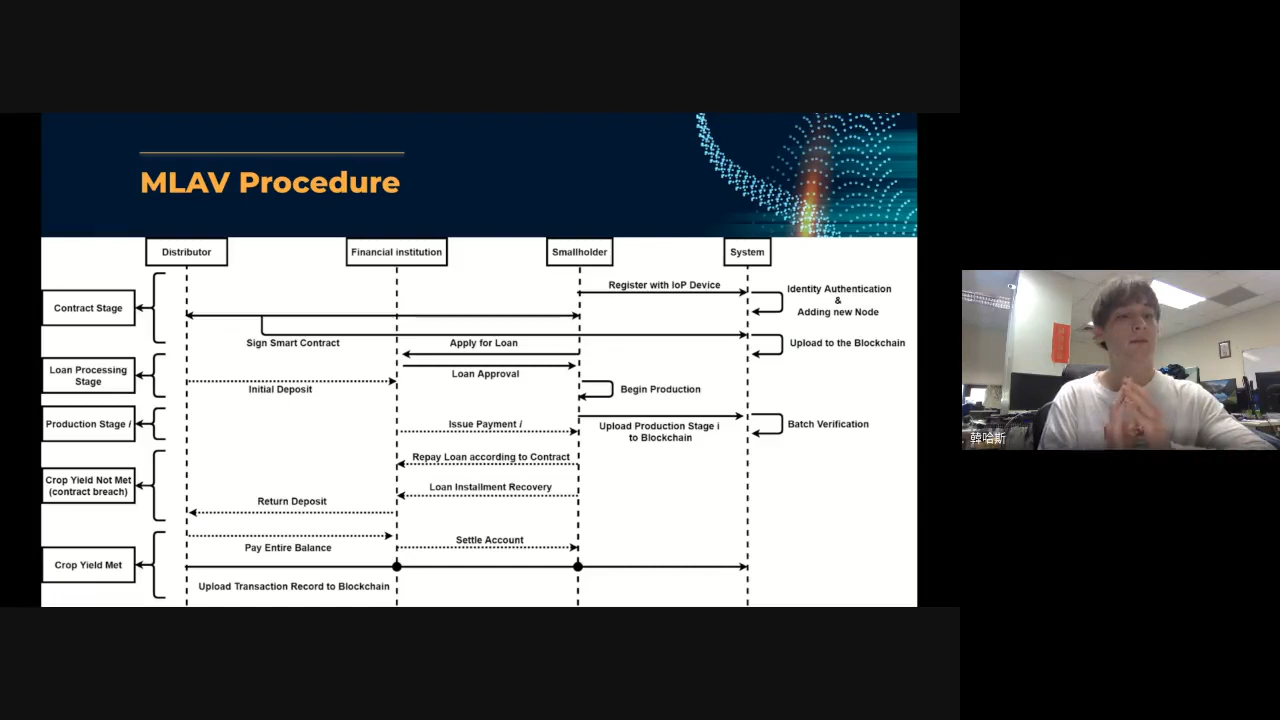 MLAV Procedure
Distributor
Financial institution
Smallholder
System
Register with IoP Device
Identity Authentication
&
Adding new Node
Contract Stage
Sign Smart Contract
Apply for Loan
Upload to the Blockchain
Loan Processing
Stage
Loan Approval
Initial Deposit
Begin Production
Production Stage i
Issue Payment i
Upload Production Stage i
to Blockchain
Batch Verification
Repay Loan according to Contract
Crop Yield Not Met
(contract breach)
Loan Installment Recovery
Return Deposit
Pay Entire Balance
Settle Account
Crop Yield Met
Upload Transaction Record to Blockchain
韓哈斯